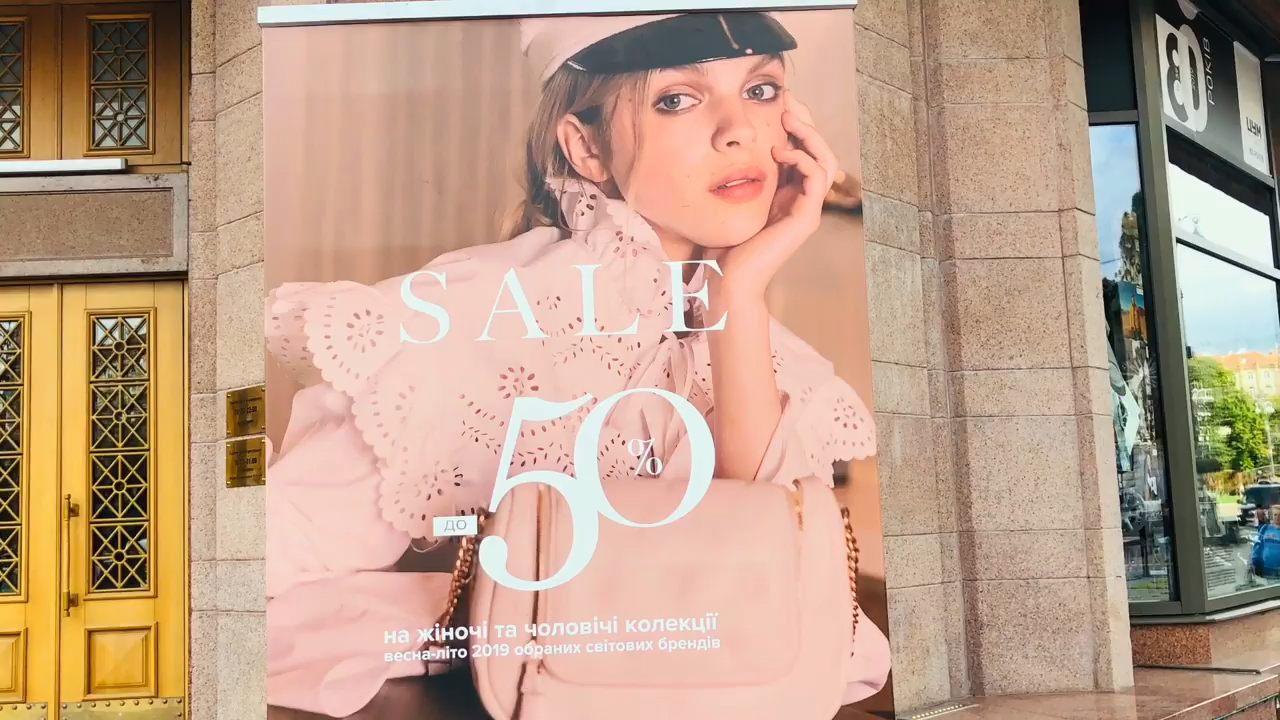 SALE
ДО 50%
на жіночі та чоловічі колекції
весна-літо 2019 обраних світових брендів
80
РОКІВ
ЦУМ